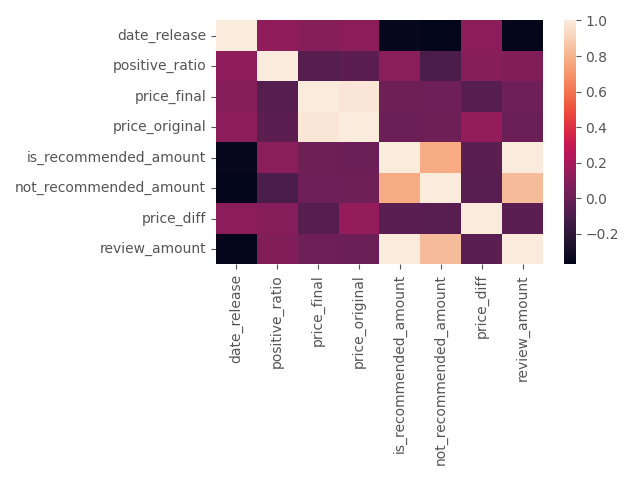 date_release
positive_ratio
price_final
price_original
is_recommended_amount
not_recommended_amount
price_diff
review_amount
date_release
positive_ratio
price_final
price_original
is_recommended_amount
not_recommended_amount
price_diff
review_amount
1.0
0.8
0.6
0.4
0.2
0.0
−0.2